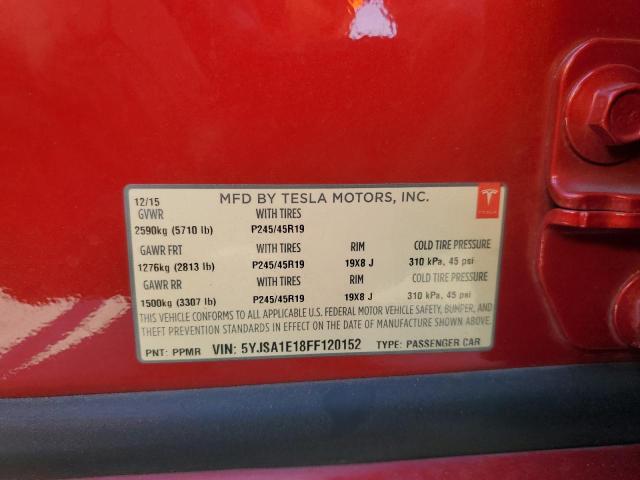 12/15 MFD BY TESLA MOTORS, INC.
GVWR WITH TIRES
2590kg (5710 lb) P245/45R19
GAWR FRT WITH TIRES RIM COLD TIRE PRESSURE
1276kg (2813 lb) P245/45R19 19X8 J 310 kPa, 45 psi
GAWR RR WITH TIRES RIM COLD TIRE PRESSURE
1500kg (3307 lb) P245/45R19 19X8 J 310 kPa, 45 psi
THIS VEHICLE CONFORMS TO ALL APPLICABLE U.S. FEDERAL MOTOR VEHICLE SAFETY, BUMPER, AND
THEFT PREVENTION STANDARDS IN EFFECT ON THE DATE OF MANUFACTURE SHOWN ABOVE.
PNT: PPMR VIN: 5YJSA1E18FF120152 TYPE: PASSENGER CAR
TESLA